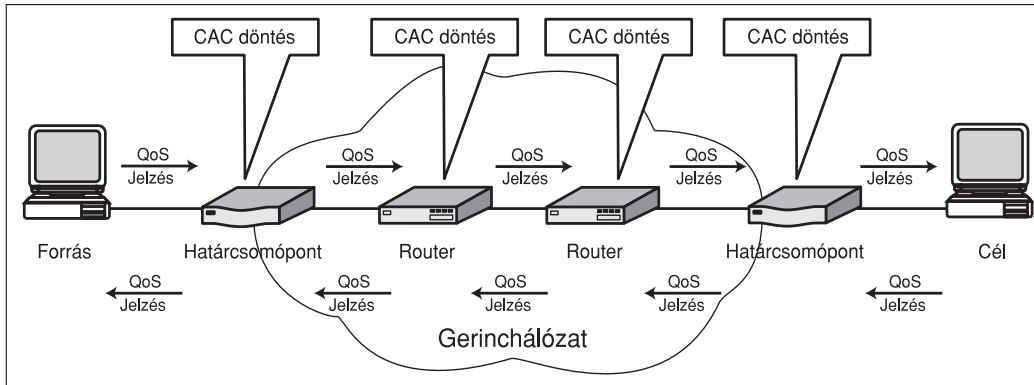 CAC döntés
CAC döntés
CAC döntés
CAC döntés
QoS
Jelzés
QoS
Jelzés
QoS
Jelzés
QoS
Jelzés
QoS
Jelzés
Forrás
Határcsomópont
Router
Router
Határcsomópont
Cél
QoS
Jelzés
QoS
Jelzés
QoS
Jelzés
QoS
Jelzés
QoS
Jelzés
Gerinchálózat